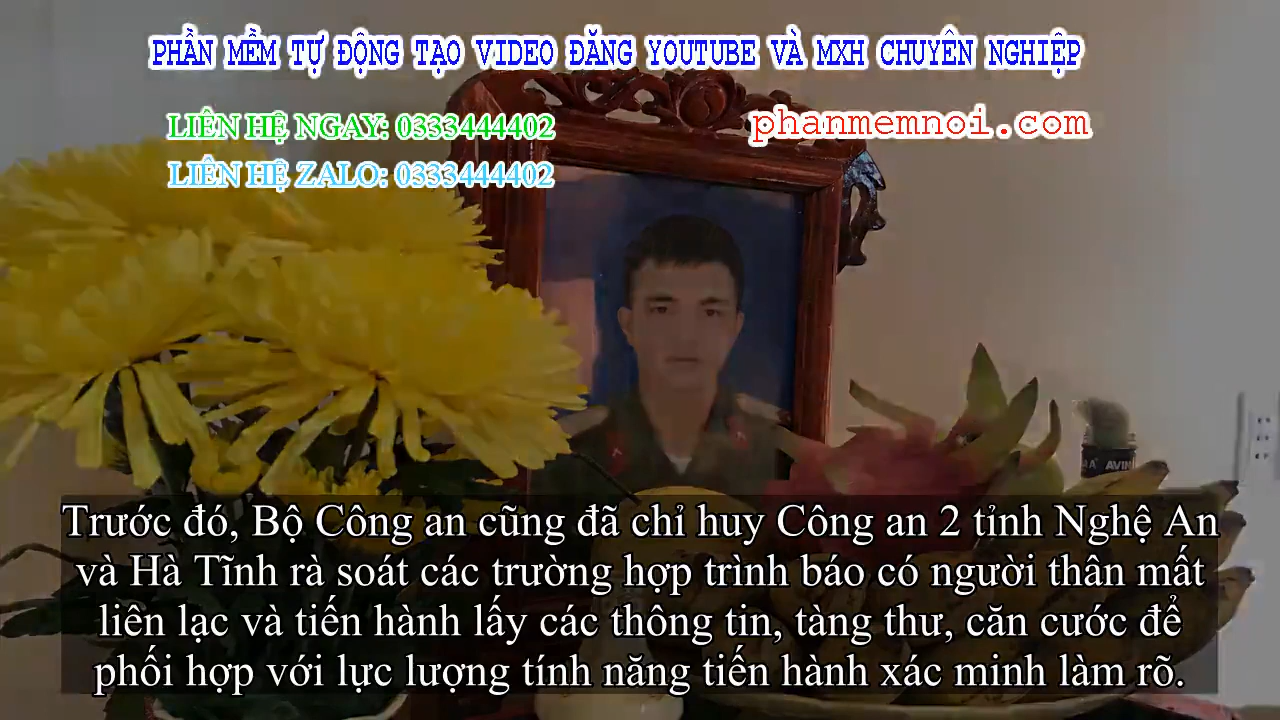 PHẦN MỀM TỰ ĐỘNG TẠO VIDEO ĐĂNG YOUTUBE VÀ MXH CHUYÊN NGHIỆP
LIÊN HỆ NGAY: 0333444402
phanmemnoi.com
LIÊN HỆ ZALO: 0333444402
AVIN
Trước đó, Bộ Công an cũng đã chỉ huy Công an 2 tỉnh Nghệ An
và Hà Tĩnh rà soát các trường hợp trình báo có người thân mất
liên lạc và tiến hành lấy các thông tin, tàng thư, căn cước để
phối hợp với lực lượng tính năng tiến hành xác minh làm rõ.